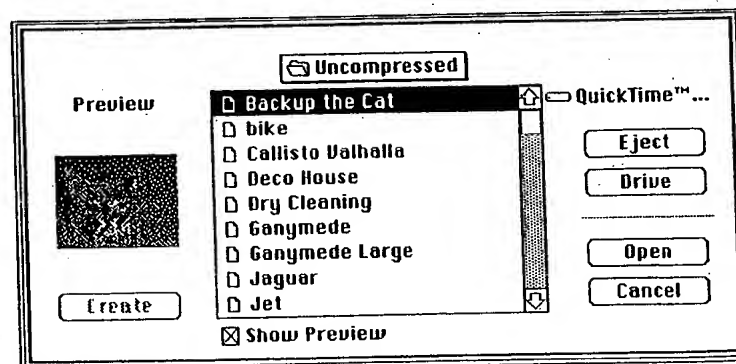 Uncompressed
Preview
Backup the Cat
bike
Callisto Valhalla
Deco House
Dry Cleaning
Ganymede
Ganymede Large
Jaguar
Jet
Show Preview
Create
QuickTime™...
Eject
Drive
Open
Cancel